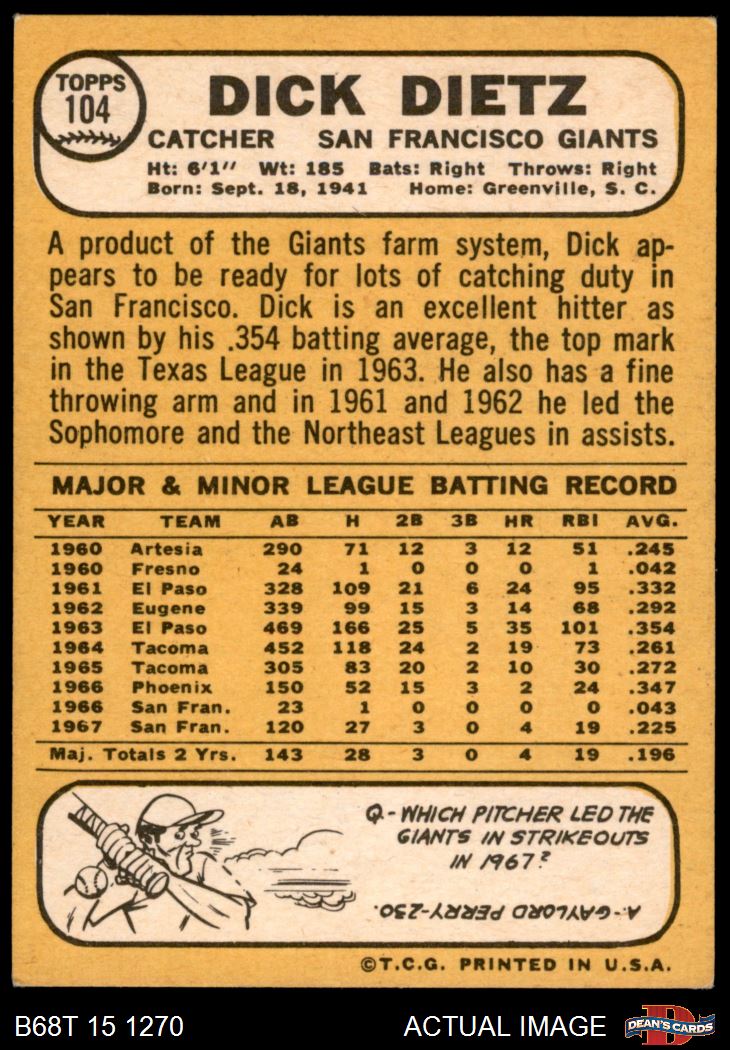 TOPPS
104
DICK DIETZ
CATCHER SAN FRANCISCO GIANTS
Ht: 6'1" Wt: 185 Bats: Right Throws: Right
Born: Sept. 18, 1941 Home: Greenville, S. C.
A product of the Giants farm system, Dick ap-
pears to be ready for lots of catching duty in
San Francisco. Dick is an excellent hitter as
shown by his .354 batting average, the top mark
in the Texas League in 1963. He also has a fine
throwing arm and in 1961 and 1962 he led the
Sophomore and the Northeast Leagues in assists.
MAJOR & MINOR LEAGUE BATTING RECORD
YEAR TEAM AB H 2B 3B HR RBI AVG.
1960 Artesia 290 71 12 3 12 51 .245
1960 Fresno 24 1 0 0 0 1 .042
1961 El Paso 328 109 21 6 24 95 .332
1962 Eugene 339 99 15 3 14 68 .292
1963 El Paso 469 166 25 5 35 101 .354
1964 Tacoma 452 118 24 2 19 73 .261
1965 Tacoma 305 83 20 2 10 30 .272
1966 Phoenix 150 52 15 3 2 24 .347
1966 San Fran. 23 1 0 0 0 0 .043
1967 San Fran. 120 27 3 0 4 19 .225
Maj. Totals 2 Yrs. 143 28 3 0 4 19 .196
Q- WHICH PITCHER LED THE
GIANTS IN STRIKEOUTS
IN 1967?
A- GAYLORD PERRY-230.
©T.C.G. PRINTED IN U.S.A.
B68T 15 1270 ACTUAL IMAGE
D
DEAN'S CARDS